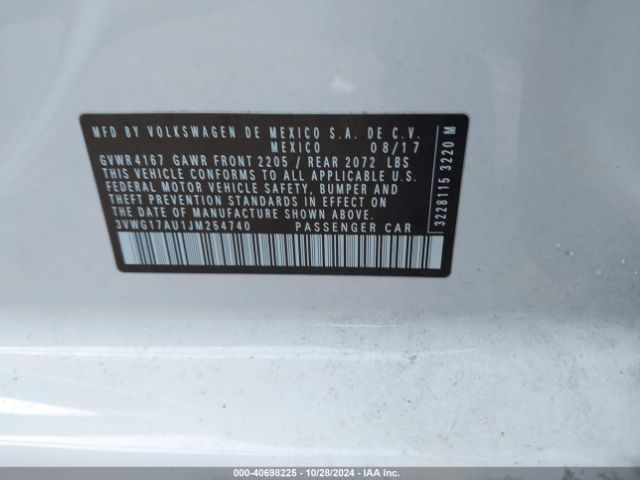 MFD BY VOLKSWAGEN DE MEXICO S.A. DE C.V.
MEXICO 08/17
GVWR 4167 GAWR FRONT 2205 / REAR 2072 LBS
THIS VEHICLE CONFORMS TO ALL APPLICABLE U.S.
FEDERAL MOTOR VEHICLE SAFETY, BUMPER AND
THEFT PREVENTION STANDARDS IN EFFECT ON
THE DATE OF MANUFACTURE SHOWN ABOVE.
3VWG17AU1JM254740 PASSENGER CAR
3228115 3220 M
000-40698225 - 10/28/2024 - IAA Inc.